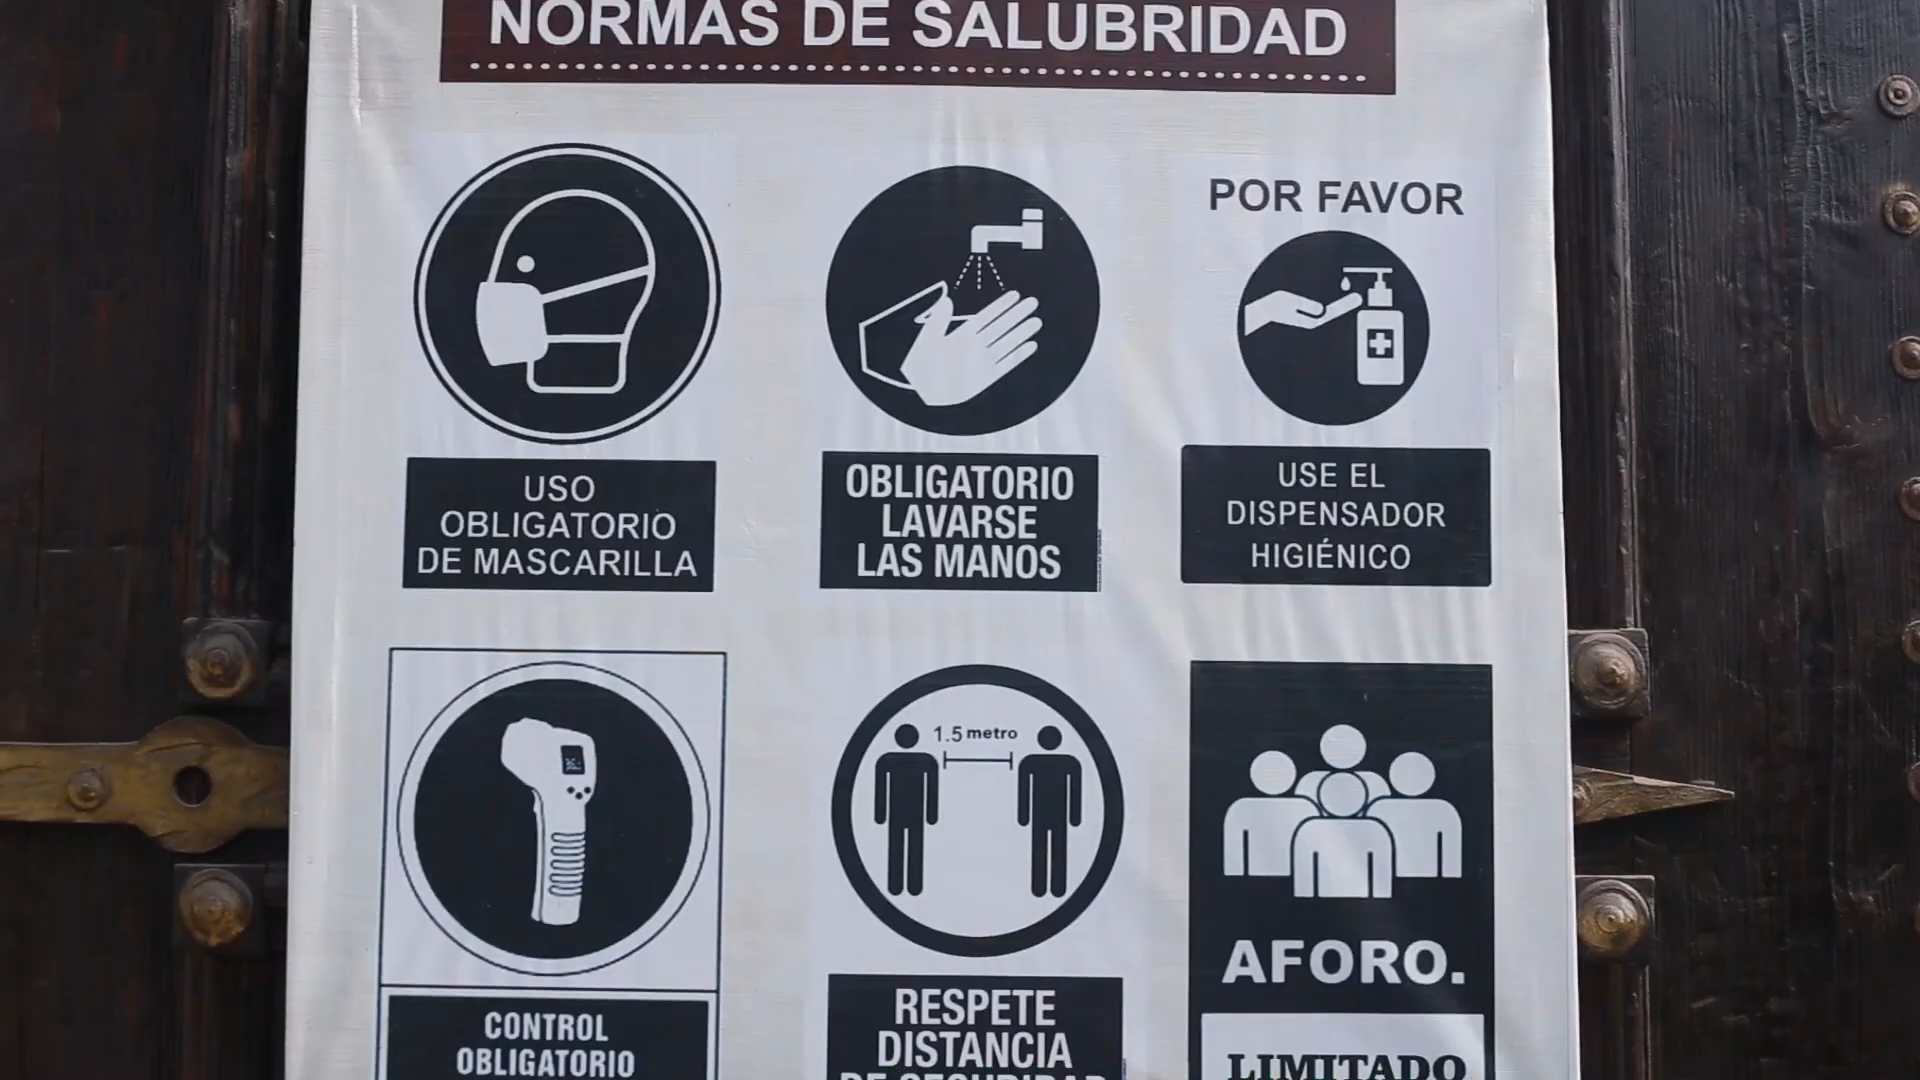 NORMAS DE SALUBRIDAD
USO
OBLIGATORIO
DE MASCARILLA
OBLIGATORIO
LAVARSE
LAS MANOS
POR FAVOR
USE EL
DISPENSADOR
HIGIÉNICO
CONTROL
OBLIGATORIO
1.5 metro
RESPETE
DISTANCIA
DE SEGURIDAD
AFORO.
LIMITADO